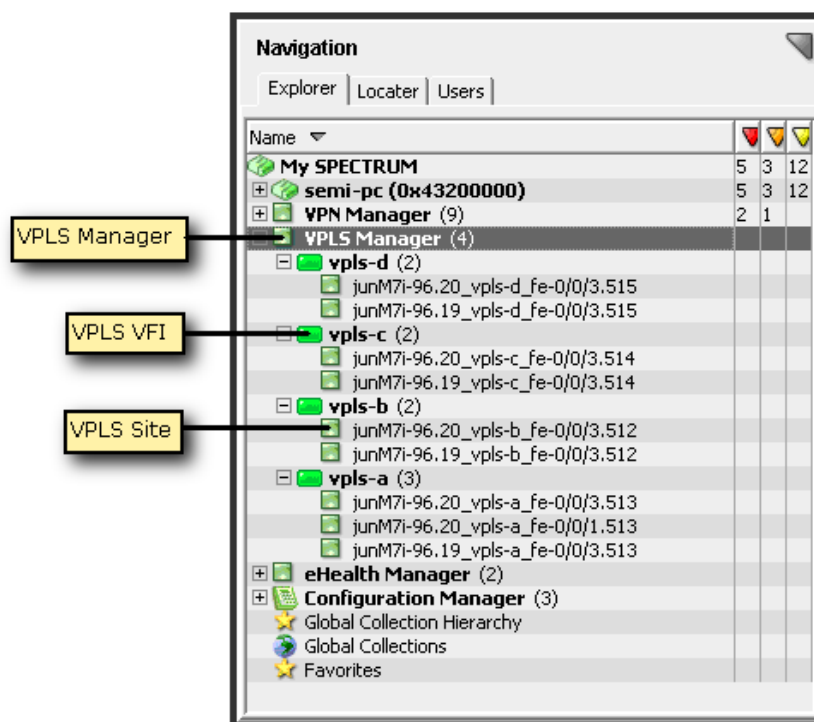 Navigation
Explorer Locater Users
Name
My SPECTRUM 5 3 12
semi-pc (0x43200000) 5 3 12
VPN Manager (9) 2 1
VPLS Manager
VPLS Manager (4)
vpls-d (2)
junM7i-96.20_vpls-d_fe-0/0/3.515
junM7i-96.19_vpls-d_fe-0/0/3.515
VPLS VFI
vpls-c (2)
junM7i-96.20_vpls-c_fe-0/0/3.514
junM7i-96.19_vpls-c_fe-0/0/3.514
vpls-b (2)
VPLS Site
junM7i-96.20_vpls-b_fe-0/0/3.512
junM7i-96.19_vpls-b_fe-0/0/3.512
vpls-a (3)
junM7i-96.20_vpls-a_fe-0/0/3.513
junM7i-96.20_vpls-a_fe-0/0/1.513
junM7i-96.19_vpls-a_fe-0/0/3.513
eHealth Manager (2)
Configuration Manager (3)
Global Collection Hierarchy
Global Collections
Favorites